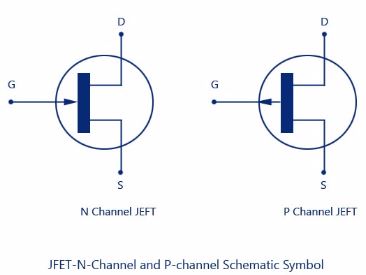 D
D
G
G
S
S
N Channel JEFT
P Channel JEFT
JFET-N-Channel and P-channel Schematic Symbol